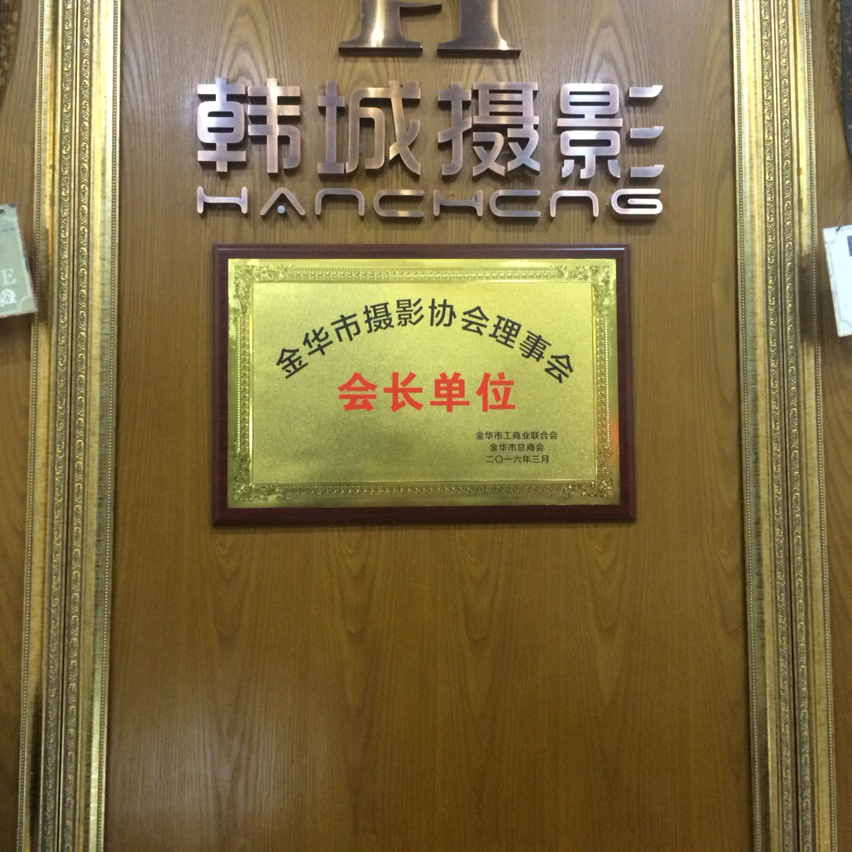 H
韩城摄影
HANCHENG
金华市摄影协会理事会
会长单位
金华市工商业联合会
金华市总商会
二〇一六年三月
E